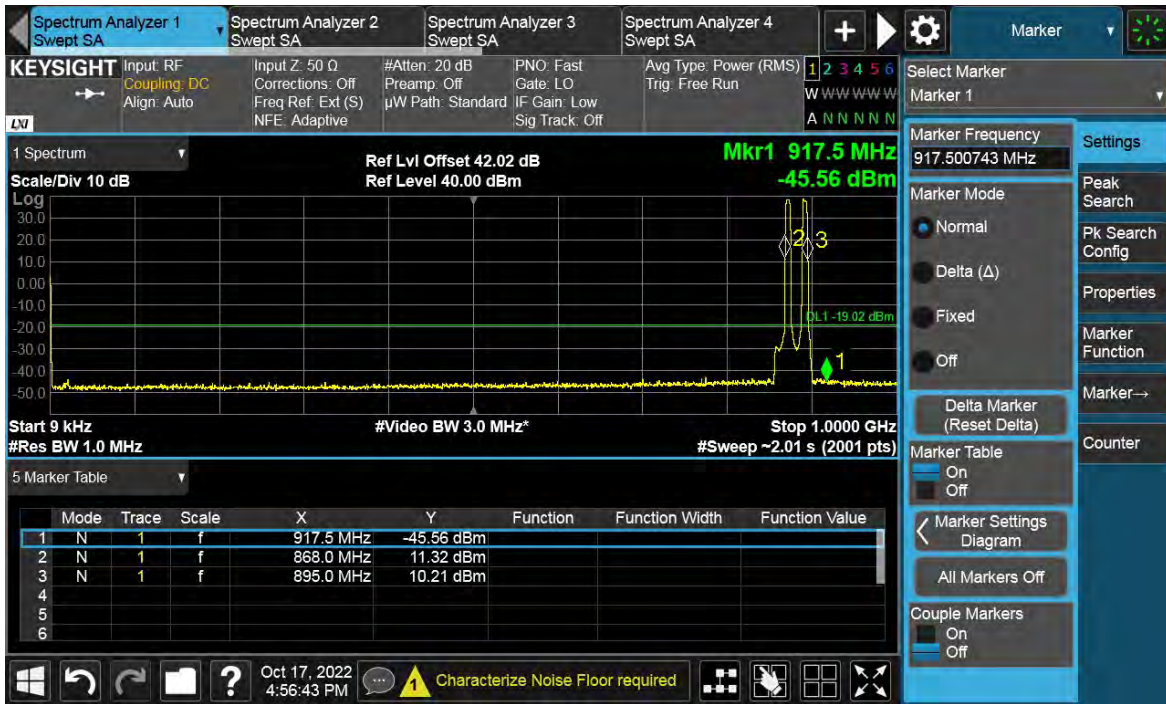 Spectrum Analyzer 1
Swept SA
Spectrum Analyzer 2
Swept SA
Spectrum Analyzer 3
Swept SA
Spectrum Analyzer 4
Swept SA
+
Marker
KEYSIGHT
LXI
Input: RF
Coupling: DC
Align: Auto
Input Z: 50 Ω
Corrections: Off
Freq Ref: Ext (S)
NFE: Adaptive
#Atten: 20 dB
Preamp: Off
µW Path: Standard
PNO: Fast
Gate: LO
IF Gain: Low
Sig Track: Off
Avg Type: Power (RMS)
Trig: Free Run
1 2 3 4 5 6
W W W W W W
A N N N N N
Select Marker
Marker 1
1 Spectrum
Scale/Div 10 dB
Ref Lvl Offset 42.02 dB
Ref Level 40.00 dBm
Mkr1 917.5 MHz
-45.56 dBm
Log
30.0
20.0
10.0
0.00
-10.0
-20.0
-30.0
-40.0
-50.0
2
3
DL1 -19.02 dBm
1
Start 9 kHz
#Res BW 1.0 MHz
#Video BW 3.0 MHz*
Stop 1.0000 GHz
#Sweep ~2.01 s (2001 pts)
5 Marker Table
Mode Trace Scale X Y Function Function Width Function Value
1 N 1 f 917.5 MHz -45.56 dBm
2 N 1 f 868.0 MHz 11.32 dBm
3 N 1 f 895.0 MHz 10.21 dBm
4
5
6
Marker Frequency
917.500743 MHz
Marker Mode
Normal
Delta (Δ)
Fixed
Off
Delta Marker
(Reset Delta)
Marker Table
On
Off
Marker Settings
Diagram
All Markers Off
Couple Markers
On
Off
Settings
Peak
Search
Pk Search
Config
Properties
Marker
Function
Marker→
Counter
?
Oct 17, 2022
4:56:43 PM
1
Characterize Noise Floor required